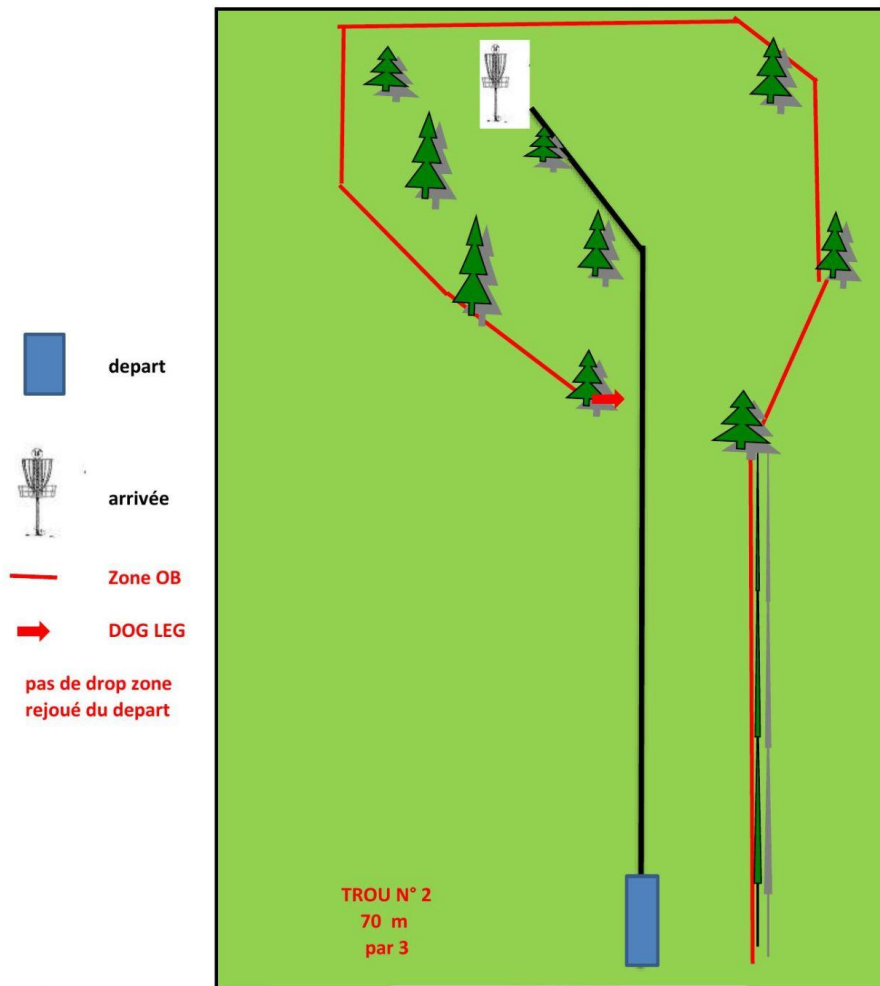 depart
arrivée
Zone OB
DOG LEG
pas de drop zone
rejoué du depart
TROU N° 2
70 m
par 3